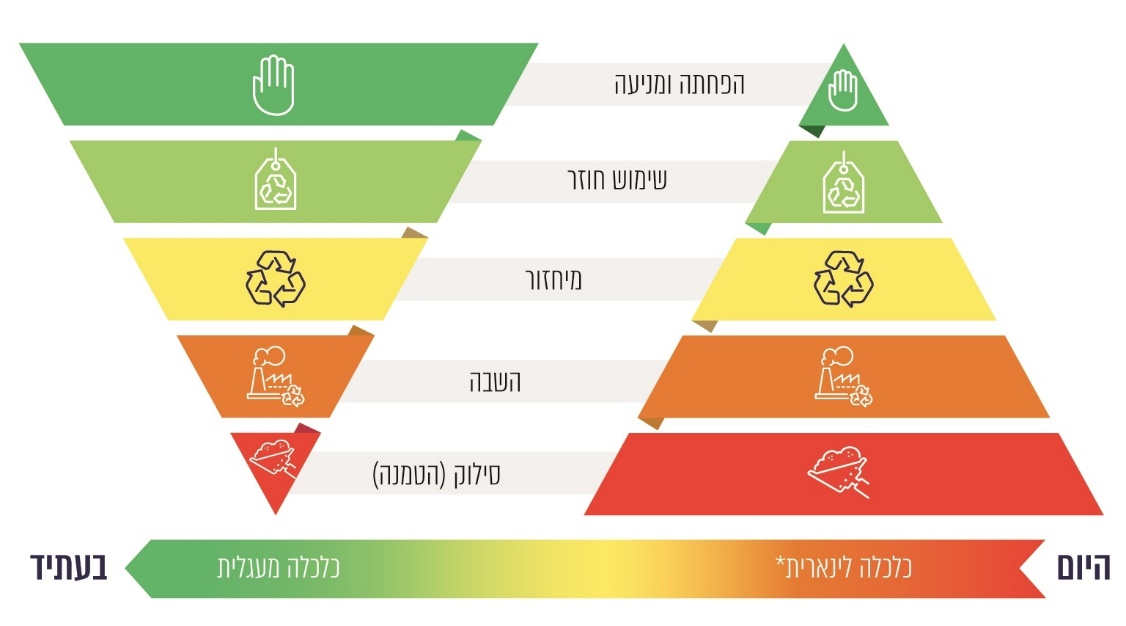 הפחתה ומניעה
שימוש חוזר
מיחזור
השבה
סילוק (הטמנה)
היום
כלכלה לינארית*
כלכלה מעגלית
בעתיד